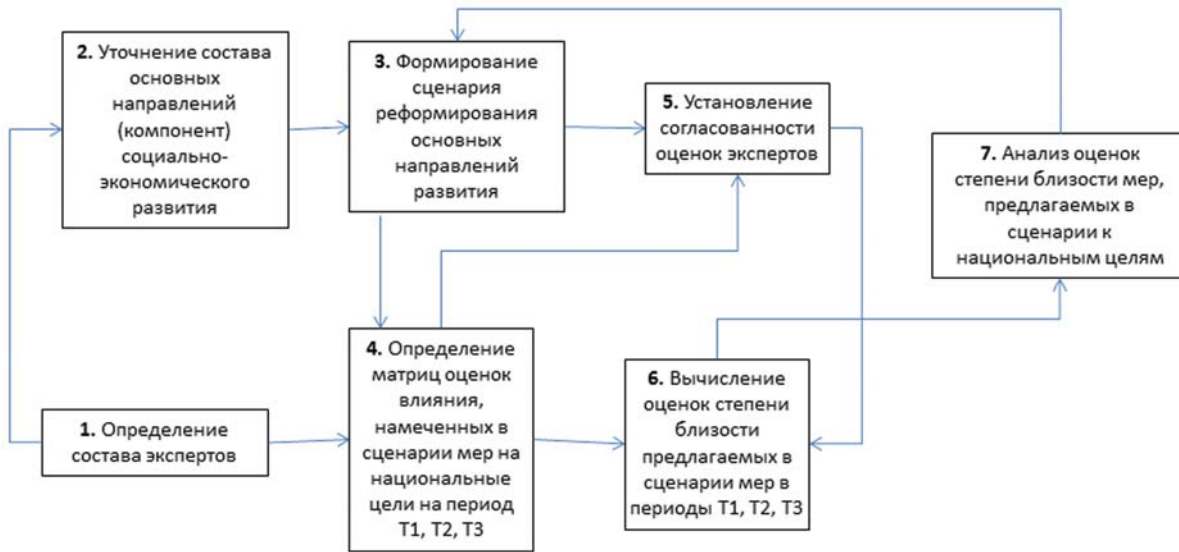 2. Уточнение состава
основных
направлений
(компонент)
социально-
экономического
развития
3. Формирование
сценария
реформирования
основных
направлений
развития
5. Установление
согласованности
оценок экспертов
7. Анализ оценок
степени близости мер,
предлагаемых в
сценарии к
национальным целям
1. Определение
состава экспертов
4. Определение
матриц оценок
влияния,
намеченных в
сценарии мер на
национальные
цели на период
Т1, Т2, Т3
6. Вычисление
оценок степени
близости
предлагаемых в
сценарии мер в
периоды Т1, Т2, Т3